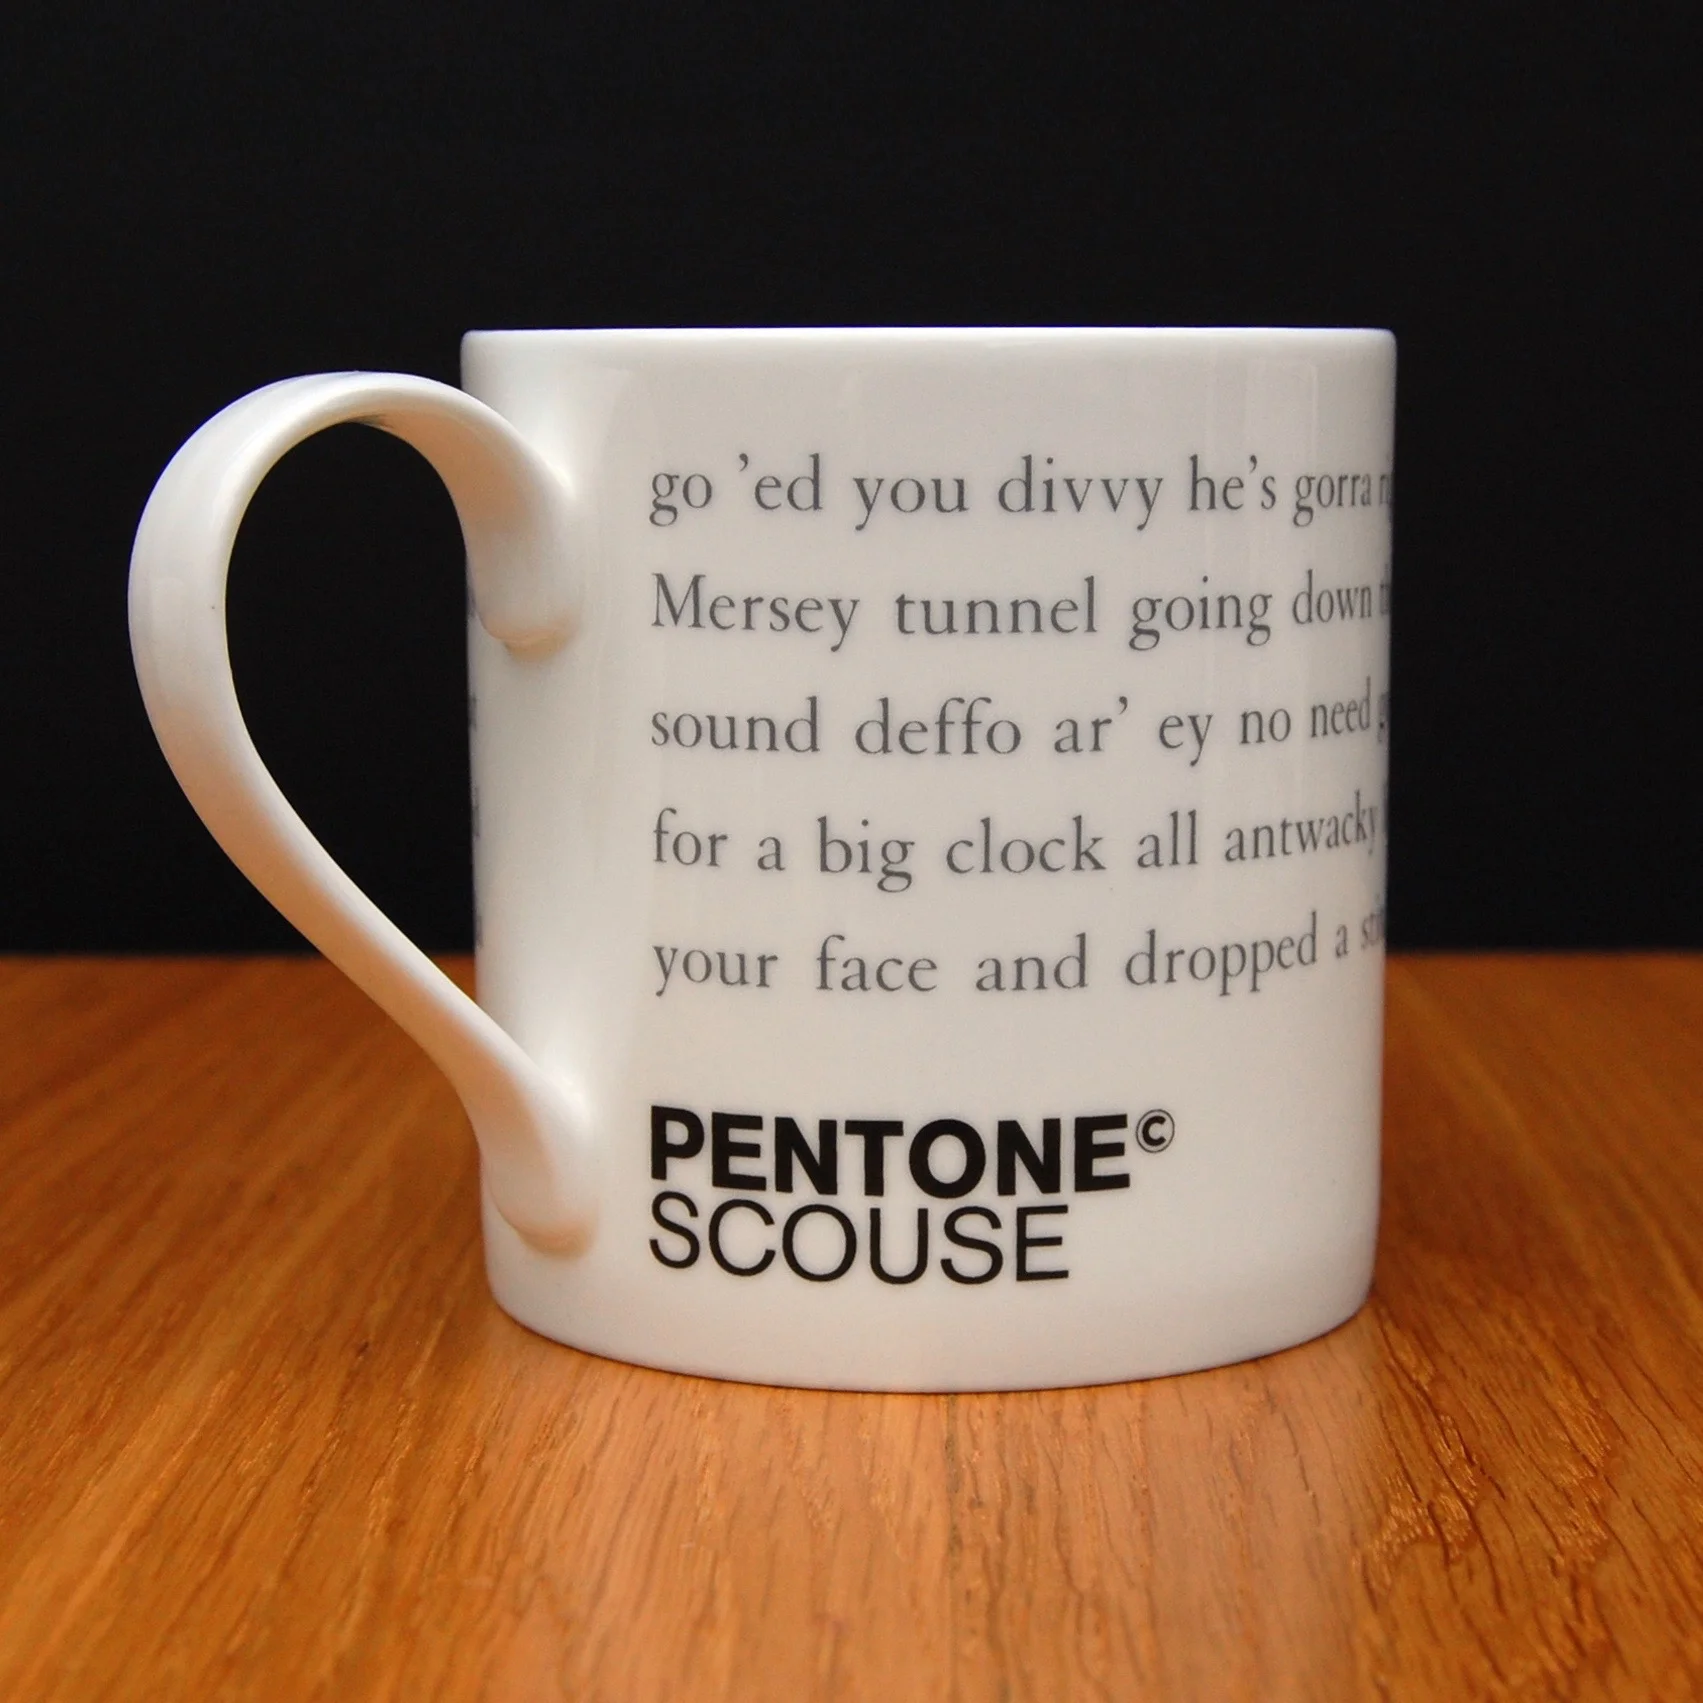 go ’ed you divvy he’s gorra
Mersey tunnel going down
sound deffo ar’ ey no need
for a big clock all antwacky
your face and dropped a
PENTONE©
SCOUSE